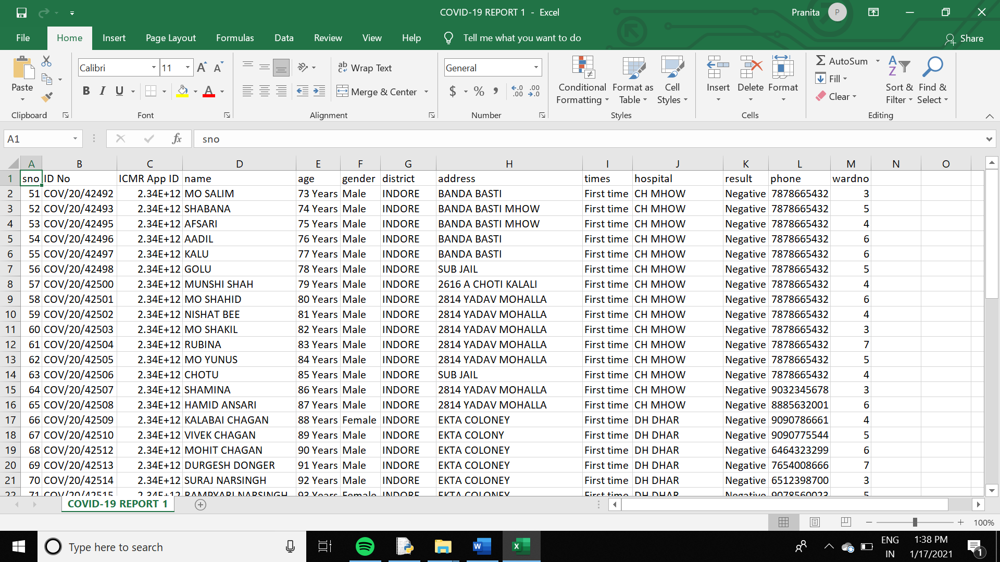 COVID-19 REPORT 1 - Excel
Pranita P
File Home Insert Page Layout Formulas Data Review View Help Tell me what you want to do Share
Paste
Clipboard
Calibri 11 A A
B I U A
Font
ab c Wrap Text
Merge & Center
Alignment
General
$ % , .0 .00 .00 .0
Number
Conditional Formatting
Format as Table
Cell Styles
Styles
Insert Delete Format
Cells
AutoSum
Fill
Clear
Sort & Filter
Find & Select
Editing
A1 fx sno
A B C D E F G H I J K L M N O
1 sno ID No ICMR App ID name age gender district address times hospital result phone wardno
2 51 COV/20/42492 2.34E+12 MO SALIM 73 Years Male INDORE BANDA BASTI First time CH MHOW Negative 7878665432 3
3 52 COV/20/42493 2.34E+12 SHABANA 74 Years Male INDORE BANDA BASTI MHOW First time CH MHOW Negative 7878665432 5
4 53 COV/20/42495 2.34E+12 AFSARI 75 Years Male INDORE BANDA BASTI MHOW First time CH MHOW Negative 7878665432 4
5 54 COV/20/42496 2.34E+12 AADIL 76 Years Male INDORE BANDA BASTI First time CH MHOW Negative 7878665432 6
6 55 COV/20/42497 2.34E+12 KALU 77 Years Male INDORE BANDA BASTI First time CH MHOW Negative 7878665432 6
7 56 COV/20/42498 2.34E+12 GOLU 78 Years Male INDORE SUB JAIL First time CH MHOW Negative 7878665432 5
8 57 COV/20/42500 2.34E+12 MUNSHI SHAH 79 Years Male INDORE 2616 A CHOTI KALALI First time CH MHOW Negative 7878665432 4
9 58 COV/20/42501 2.34E+12 MO SHAHID 80 Years Male INDORE 2814 YADAV MOHALLA First time CH MHOW Negative 7878665432 6
10 59 COV/20/42502 2.34E+12 NISHAT BEE 81 Years Male INDORE 2814 YADAV MOHALLA First time CH MHOW Negative 7878665432 4
11 60 COV/20/42503 2.34E+12 MO SHAKIL 82 Years Male INDORE 2814 YADAV MOHALLA First time CH MHOW Negative 7878665432 3
12 61 COV/20/42504 2.34E+12 RUBINA 83 Years Male INDORE 2814 YADAV MOHALLA First time CH MHOW Negative 7878665432 7
13 62 COV/20/42505 2.34E+12 MO YUNUS 84 Years Male INDORE 2814 YADAV MOHALLA First time CH MHOW Negative 7878665432 5
14 63 COV/20/42506 2.34E+12 CHOTU 85 Years Male INDORE SUB JAIL First time CH MHOW Negative 7878665432 4
15 64 COV/20/42507 2.34E+12 SHAMINA 86 Years Male INDORE 2814 YADAV MOHALLA First time CH MHOW Negative 9032345678 3
16 65 COV/20/42508 2.34E+12 HAMID ANSARI 87 Years Male INDORE 2814 YADAV MOHALLA First time CH MHOW Negative 8885632001 6
17 66 COV/20/42509 2.34E+12 KALABAI CHAGAN 88 Years Female INDORE EKTA COLONEY First time DH DHAR Negative 9090786661 4
18 67 COV/20/42510 2.34E+12 VIVEK CHAGAN 89 Years Male INDORE EKTA COLONY First time DH DHAR Negative 9090775544 5
19 68 COV/20/42512 2.34E+12 MOHIT CHAGAN 90 Years Male INDORE EKTA COLONEY First time DH DHAR Negative 6464323299 6
20 69 COV/20/42513 2.34E+12 DURGESH DONGER 91 Years Male INDORE EKTA COLONEY First time DH DHAR Negative 7654008666 7
21 70 COV/20/42514 2.34E+12 SURAJ NARSINGH 92 Years Male INDORE EKTA COLONEY First time DH DHAR Negative 6512398700 3
22 71 COV/20/42515 2.34E+12 RAMPYARI NARSINGH 93 Years Female INDORE EKTA COLONEY First time DH DHAR Negative 9078560023 5
COVID-19 REPORT 1
100%
Type here to search
ENG 1:38 PM
IN 1/17/2021 1